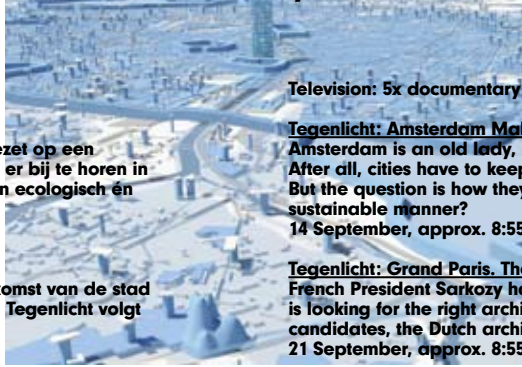 ezet op een
er bij te horen in
n ecologisch én
komst van de stad
Tegenlicht volgt
Television: 5x documentary
Tegenlicht: Amsterdam Mak
Amsterdam is an old lady,
After all, cities have to keep
But the question is how they
sustainable manner?
14 September, approx. 8:55
Tegenlicht: Grand Paris. The
French President Sarkozy ha
is looking for the right archi
candidates, the Dutch archi
21 September, approx. 8:55